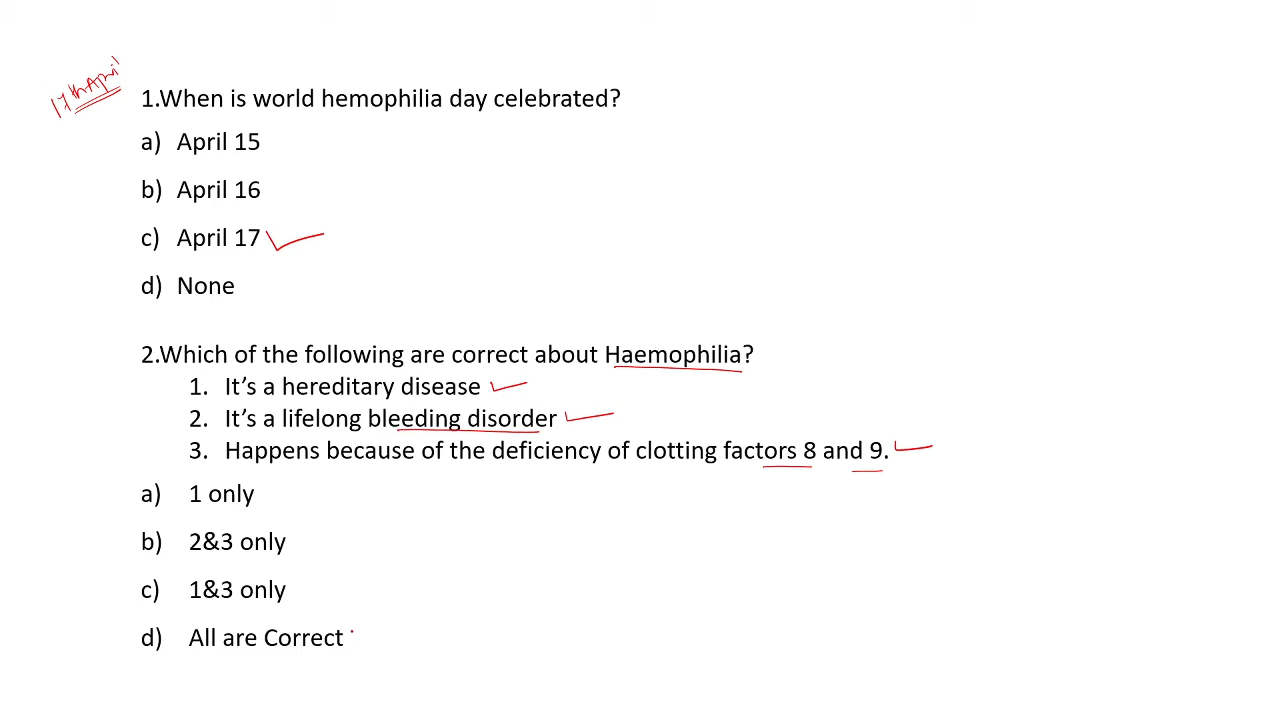 17th April
1.When is world hemophilia day celebrated?
a) April 15
b) April 16
c) April 17
d) None
2.Which of the following are correct about Haemophilia?
1. It’s a hereditary disease
2. It’s a lifelong bleeding disorder
3. Happens because of the deficiency of clotting factors 8 and 9.
a) 1 only
b) 2&3 only
c) 1&3 only
d) All are Correct